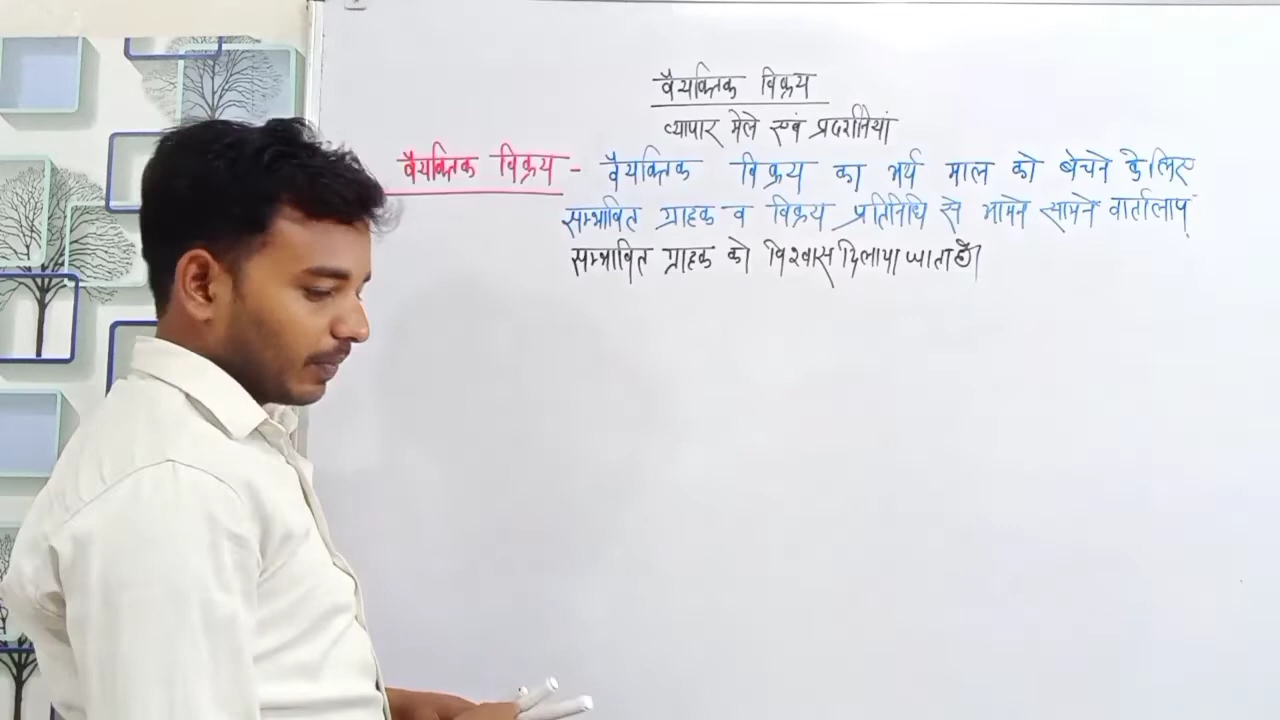 वैयक्तिक विक्रय
व्यापार मेले एवं प्रदर्शनियां
वैयक्तिक विक्रय - वैयक्तिक विक्रय का अर्थ माल को बेचने के लिए
सम्भावित ग्राहक व विक्रय प्रतिनिधि से आमने सामने वार्तालाप
सम्भावित ग्राहक को विश्वास दिलाया जाता है।